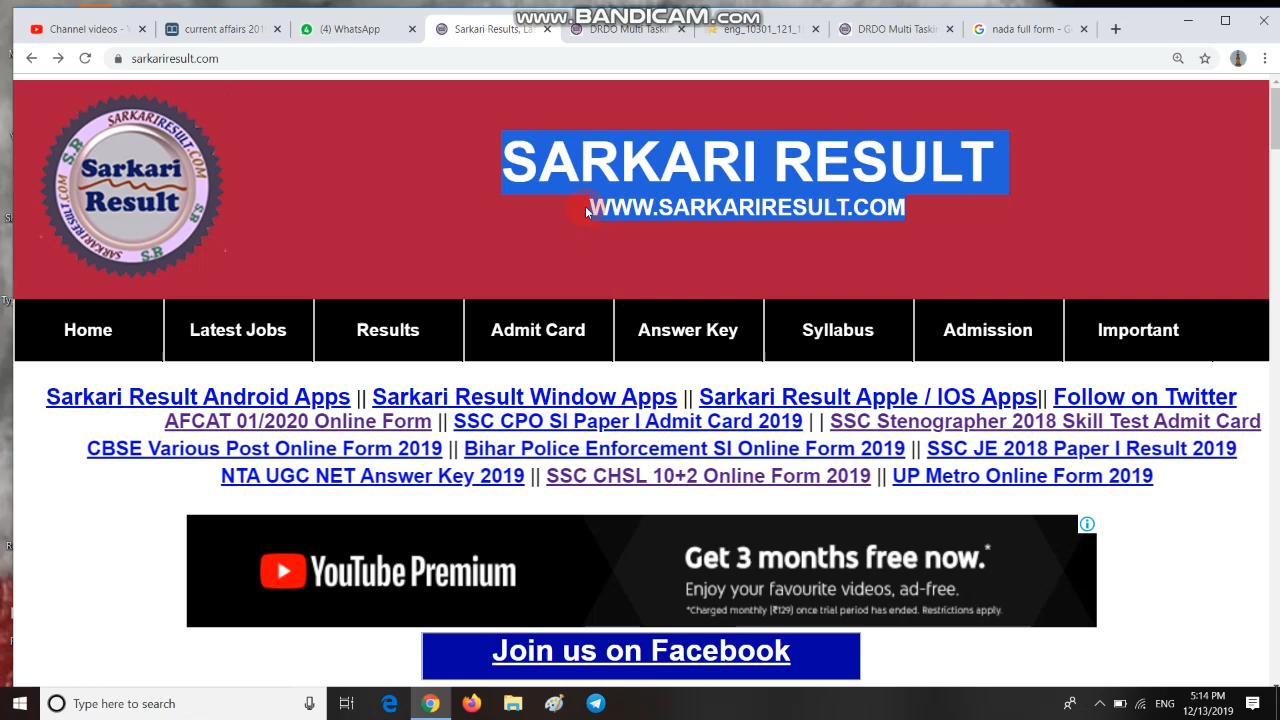 www.BANDICAM.com
Channel videos - Y
current affairs 201
(4) WhatsApp
Sarkari Results, La
DRDO Multi Taskin
eng_10301_121_1
DRDO Multi Taskin
nada full form - G
sarkariresult.com
SARKARIRESULT.COM
S.B
Sarkari
Result
SARKARIRESULT.COM
S.B
SARKARI RESULT
WWW.SARKARIRESULT.COM
Home
Latest Jobs
Results
Admit Card
Answer Key
Syllabus
Admission
Important
Sarkari Result Android Apps || Sarkari Result Window Apps || Sarkari Result Apple / IOS Apps|| Follow on Twitter
AFCAT 01/2020 Online Form || SSC CPO SI Paper I Admit Card 2019 | | SSC Stenographer 2018 Skill Test Admit Card
CBSE Various Post Online Form 2019 || Bihar Police Enforcement SI Online Form 2019 || SSC JE 2018 Paper I Result 2019
NTA UGC NET Answer Key 2019 || SSC CHSL 10+2 Online Form 2019 || UP Metro Online Form 2019
YouTube Premium
Get 3 months free now.*
Enjoy your favourite videos, ad-free.
*Charged monthly (₹129) once trial period has ended. Restrictions apply.
Join us on Facebook
Type here to search
ENG
5:14 PM
12/13/2019